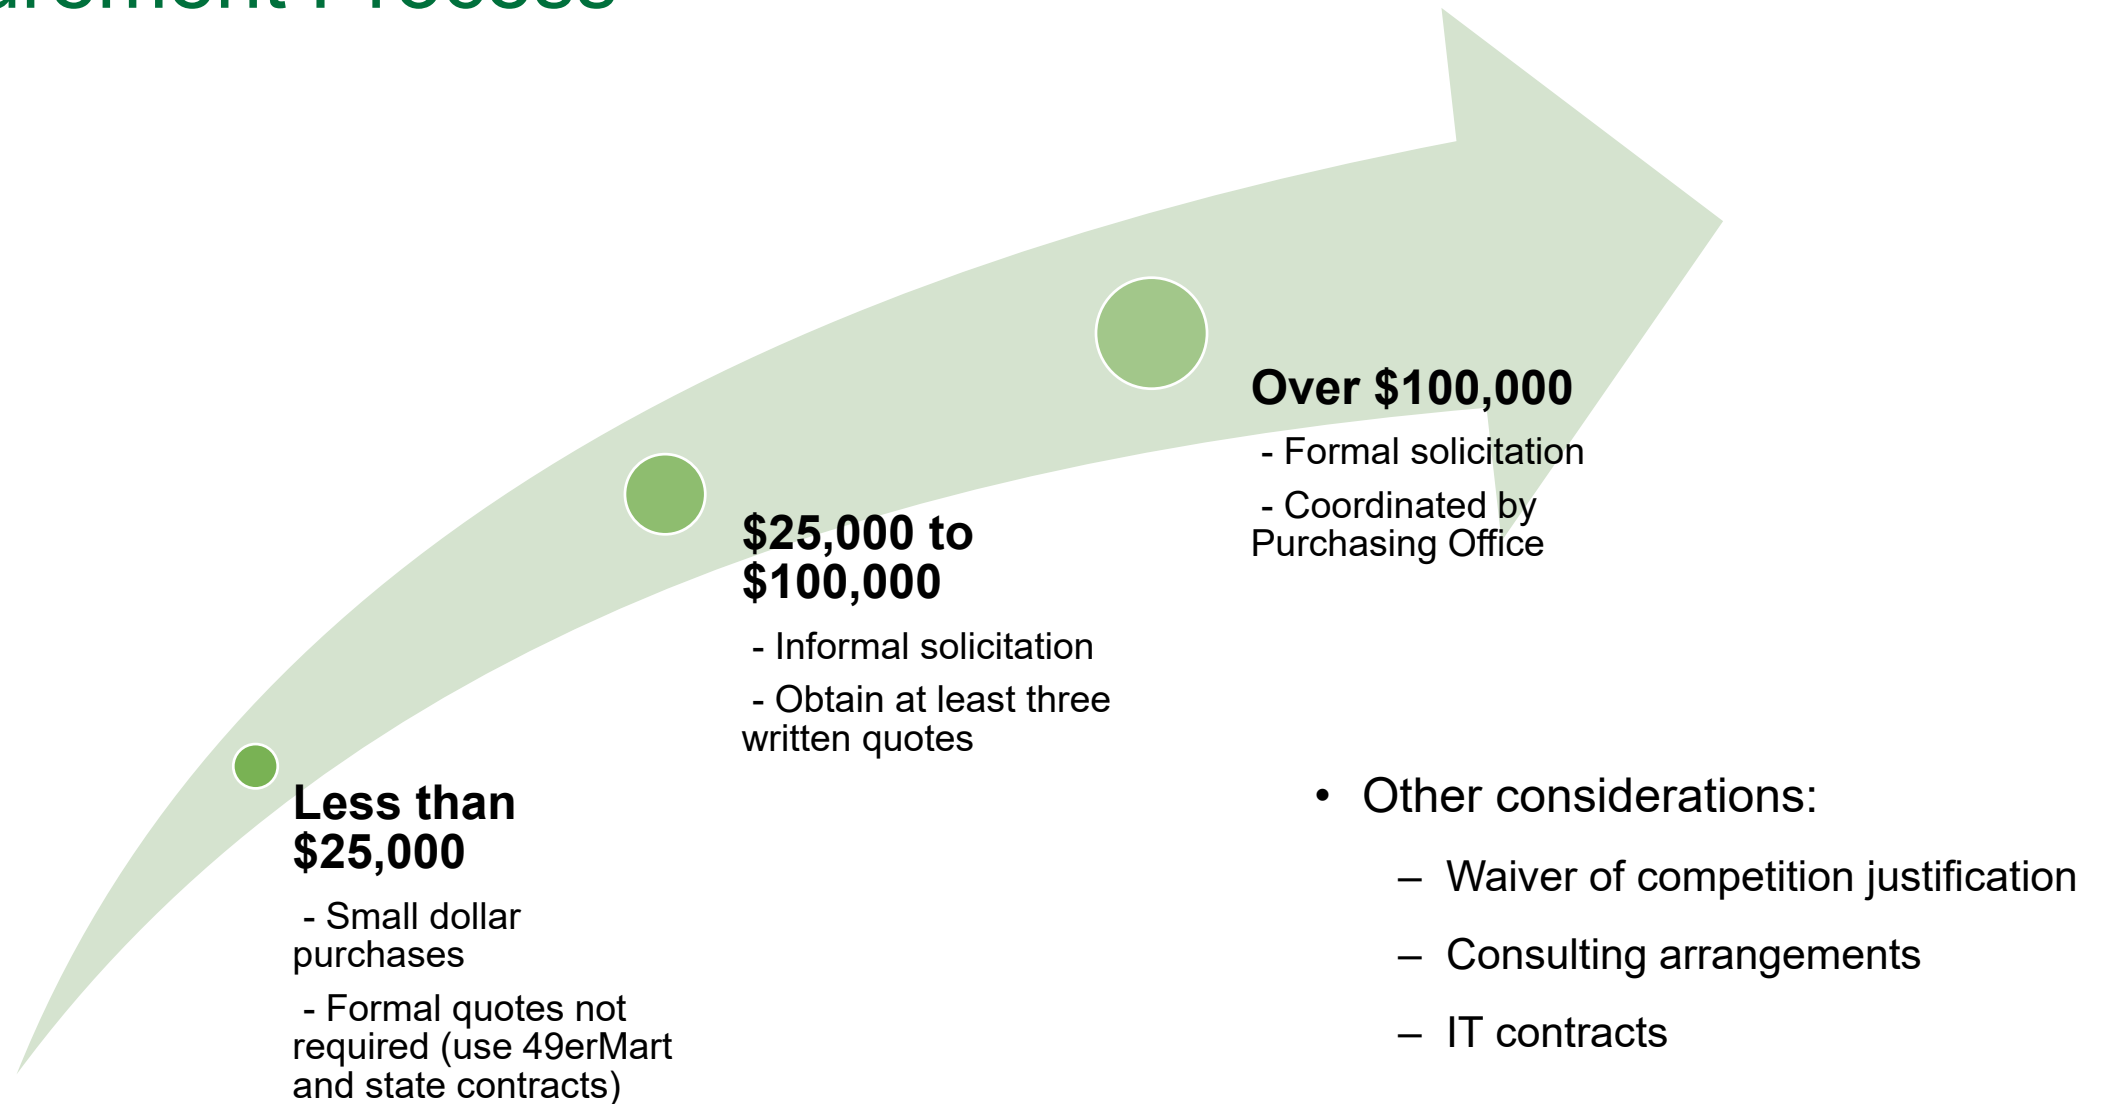 Process
Less than
$25,000
- Small dollar
purchases
- Formal quotes not
required (use 49erMart
and state contracts)
$25,000 to
$100,000
- Informal solicitation
- Obtain at least three
written quotes
Over $100,000
- Formal solicitation
- Coordinated by
Purchasing Office
• Other considerations:
– Waiver of competition justification
– Consulting arrangements
– IT contracts